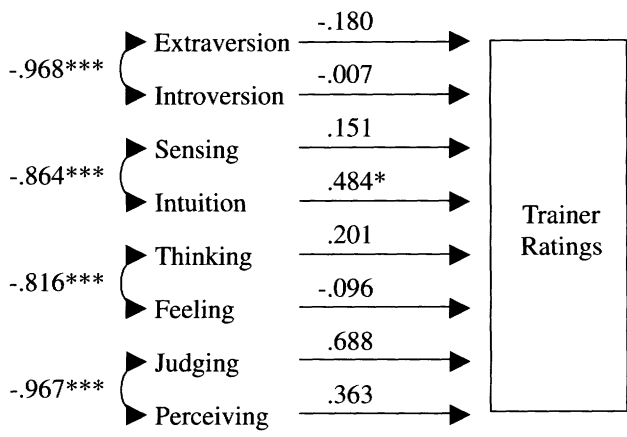 -.180
Extraversion
-.968***
-.007
Introversion
.151
Sensing
-.864***
.484*
Intuition
Trainer
Ratings
.201
Thinking
-.816***
-.096
Feeling
.688
Judging
-.967***
.363
Perceiving